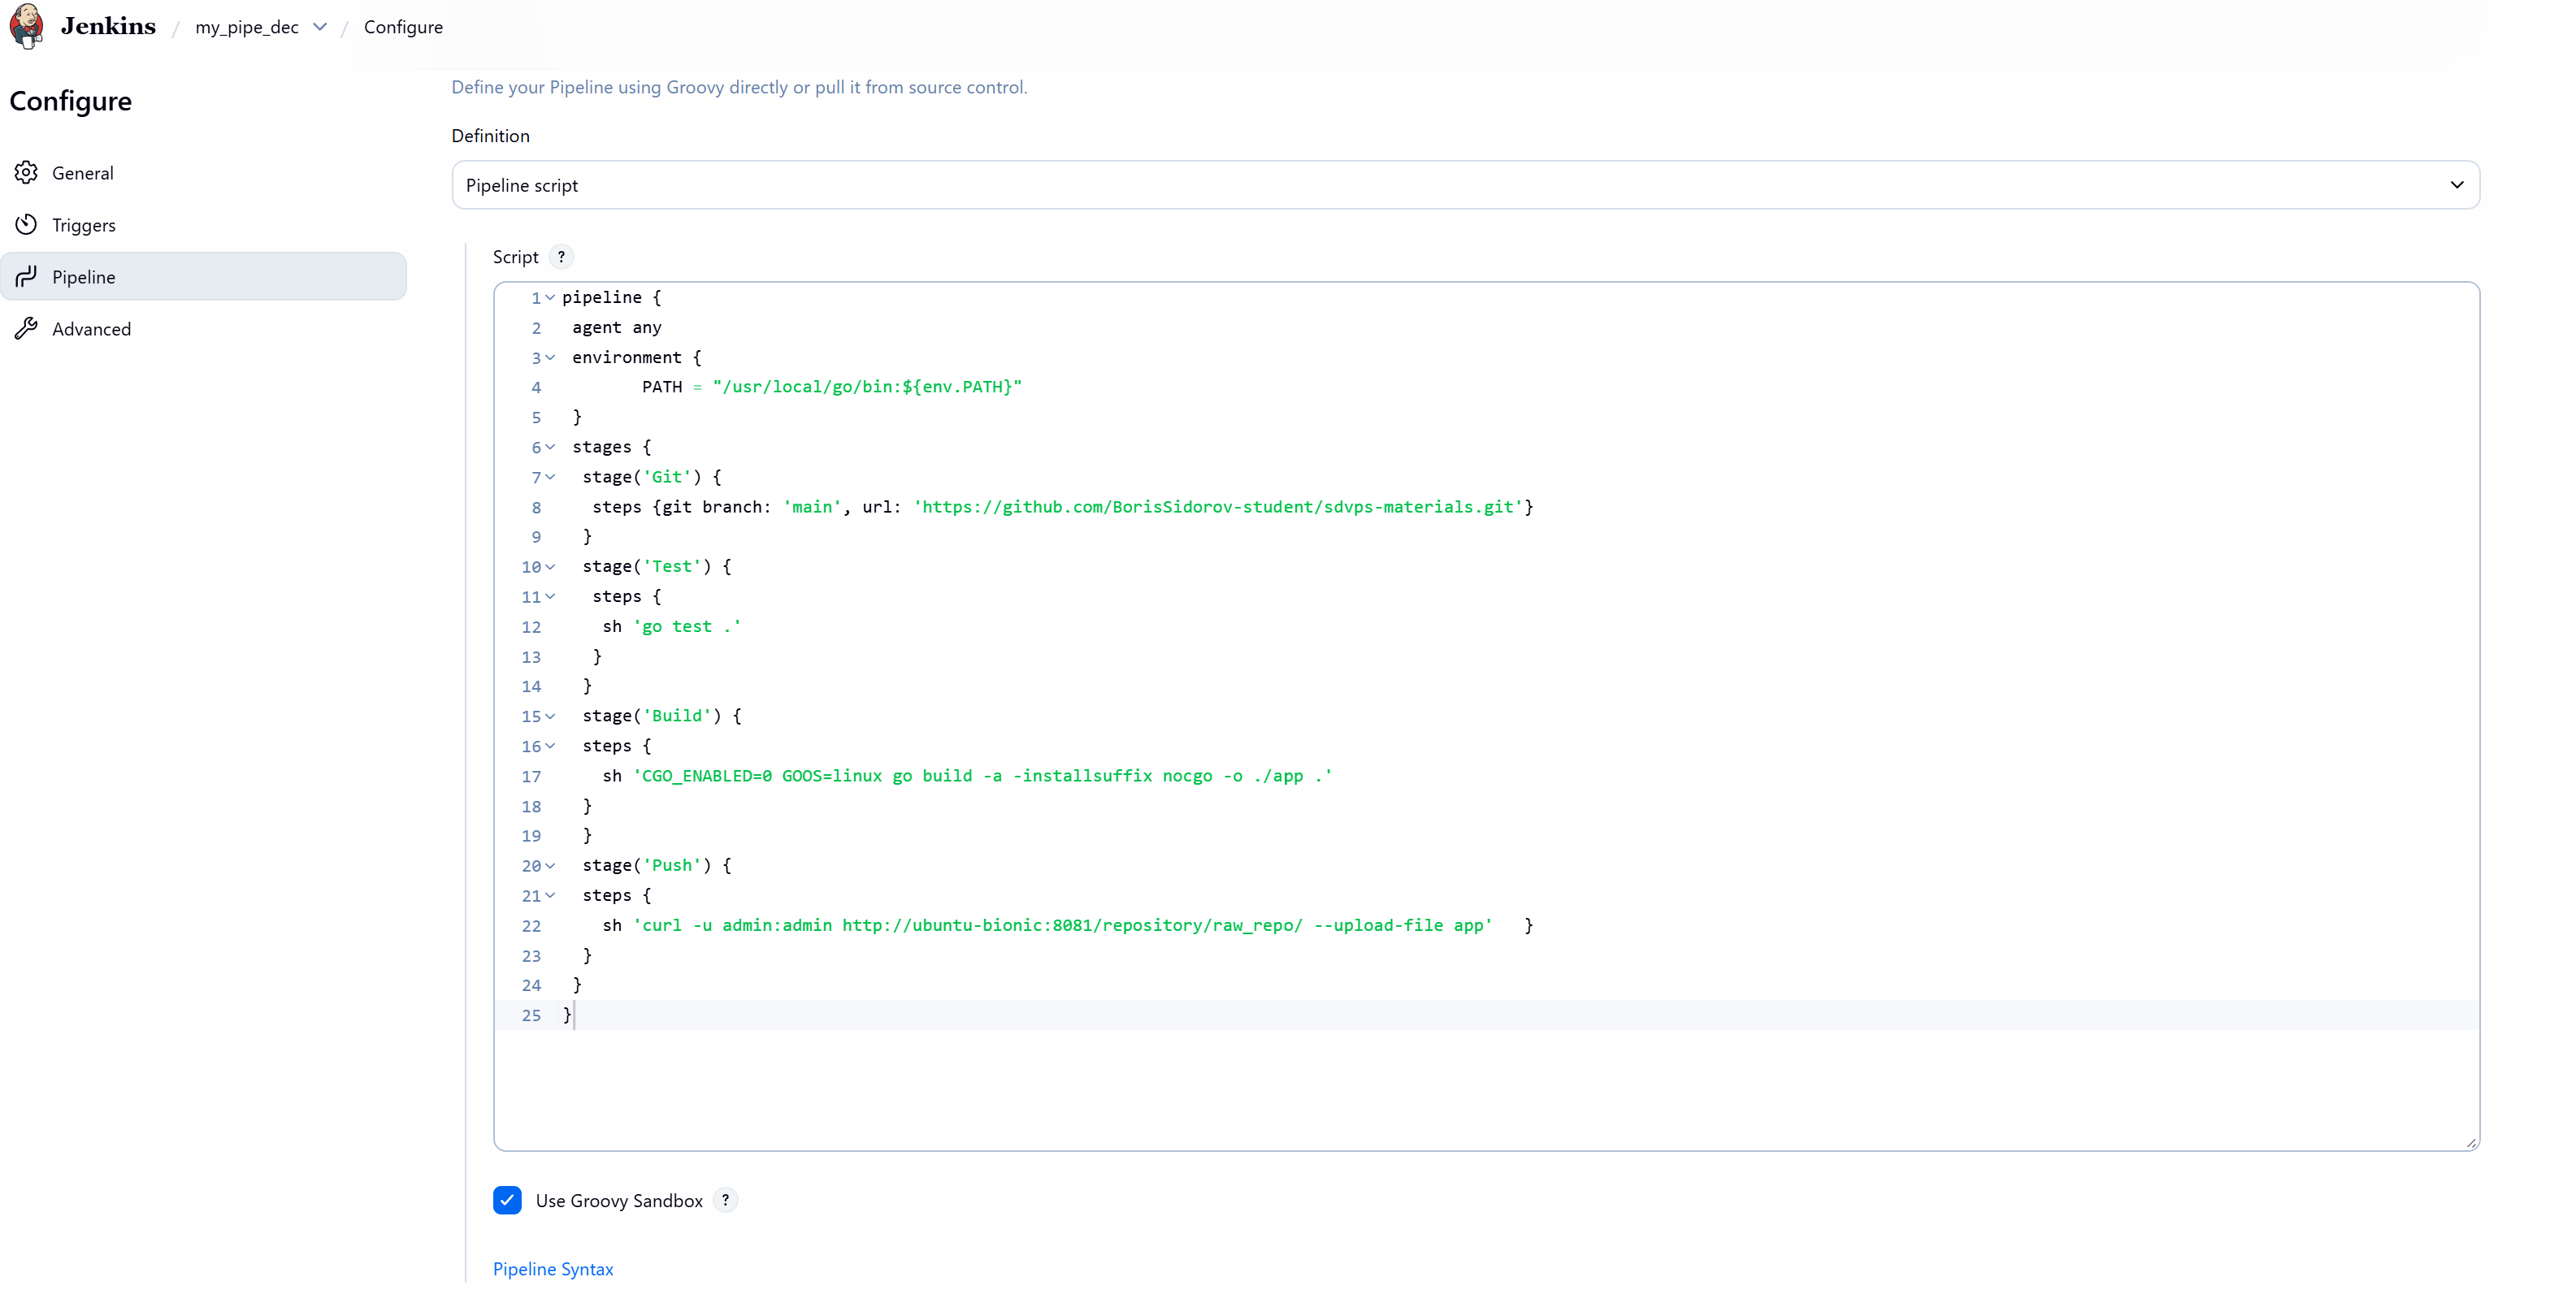 Jenkins / my_pipe_dec / Configure
Configure
General
Triggers
Pipeline
Advanced
Define your Pipeline using Groovy directly or pull it from source control.
Definition
Pipeline script
Script ?
1 pipeline {
2  agent any
3  environment {
4        PATH = "/usr/local/go/bin:${env.PATH}"
5  }
6  stages {
7   stage('Git') {
8    steps {git branch: 'main', url: 'https://github.com/BorisSidorov-student/sdvps-materials.git'}
9   }
10   stage('Test') {
11    steps {
12     sh 'go test .'
13    }
14   }
15   stage('Build') {
16   steps {
17     sh 'CGO_ENABLED=0 GOOS=linux go build -a -installsuffix nocgo -o ./app .'
18   }
19   }
20   stage('Push') {
21   steps {
22     sh 'curl -u admin:admin http://ubuntu-bionic:8081/repository/raw_repo/ --upload-file app'   }
23   }
24  }
25 }
Use Groovy Sandbox ?
Pipeline Syntax